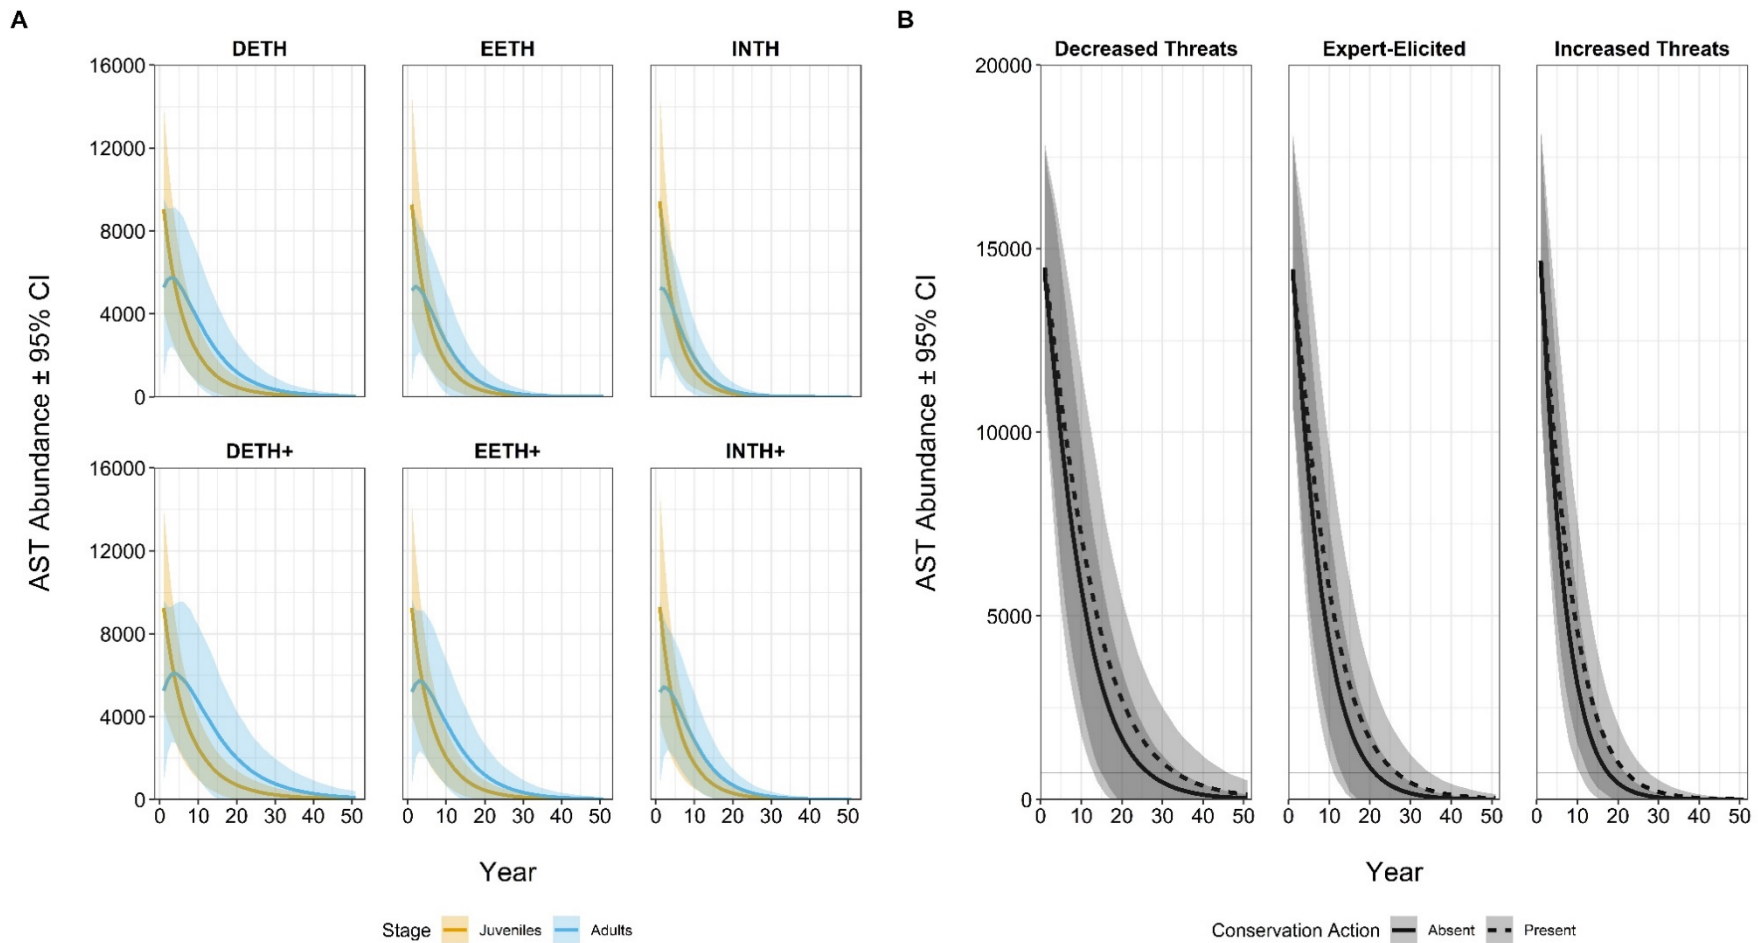 A
DETH EETH INTH
16000
12000
8000
4000
0
DETH+ EETH+ INTH+
16000
12000
8000
4000
0
0 10 20 30 40 50 0 10 20 30 40 50 0 10 20 30 40 50
AST Abundance ± 95% CI
Year
Stage Juveniles Adults
B
Decreased Threats Expert-Elicited Increased Threats
20000
15000
10000
5000
0
0 10 20 30 40 50 0 10 20 30 40 50 0 10 20 30 40 50
AST Abundance ± 95% CI
Year
Conservation Action Absent Present